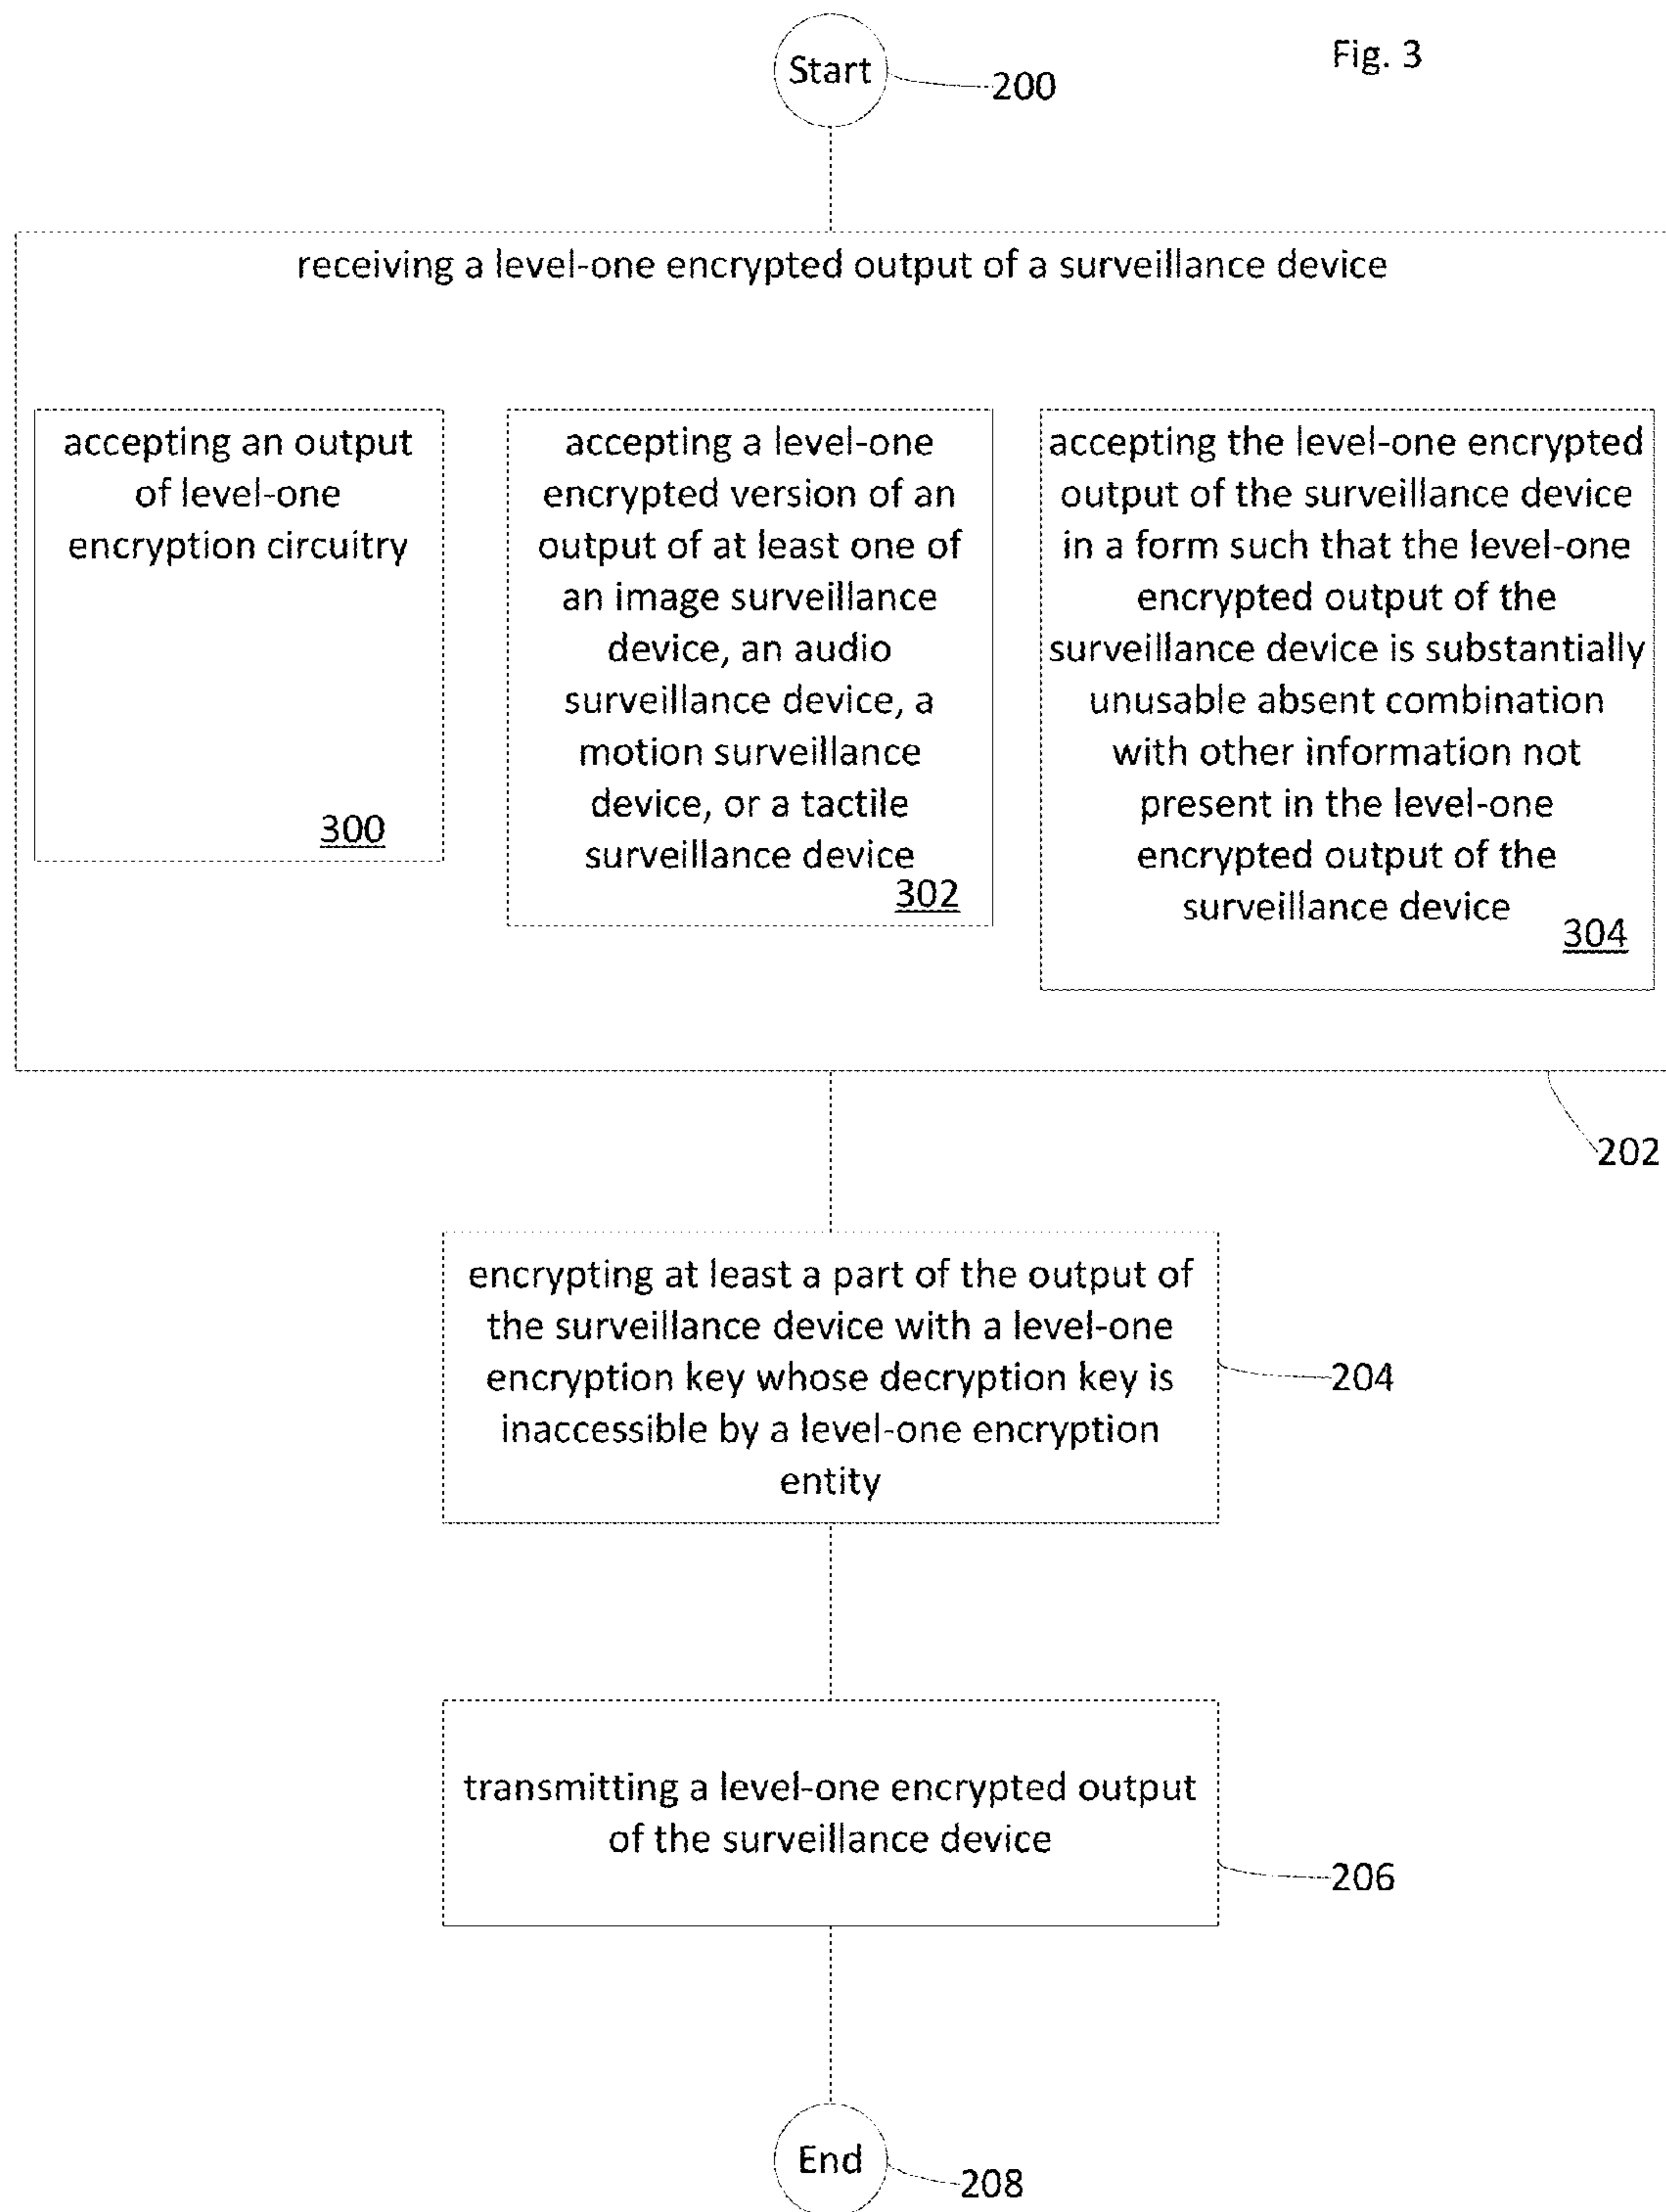 Fig. 3
Start
200
receiving a level-one encrypted output of a surveillance device
accepting an output
of level-one
encryption circuitry
300
accepting a level-one
encrypted version of an
output of at least one of
an image surveillance
device, an audio
surveillance device, a
motion surveillance
device, or a tactile
surveillance device
302
accepting the level-one encrypted
output of the surveillance device
in a form such that the level-one
encrypted output of the
surveillance device is substantially
unusable absent combination
with other information not
present in the level-one
encrypted output of the
surveillance device
304
202
encrypting at least a part of the output of
the surveillance device with a level-one
encryption key whose decryption key is
inaccessible by a level-one encryption
entity
204
transmitting a level-one encrypted output
of the surveillance device
206
End
208